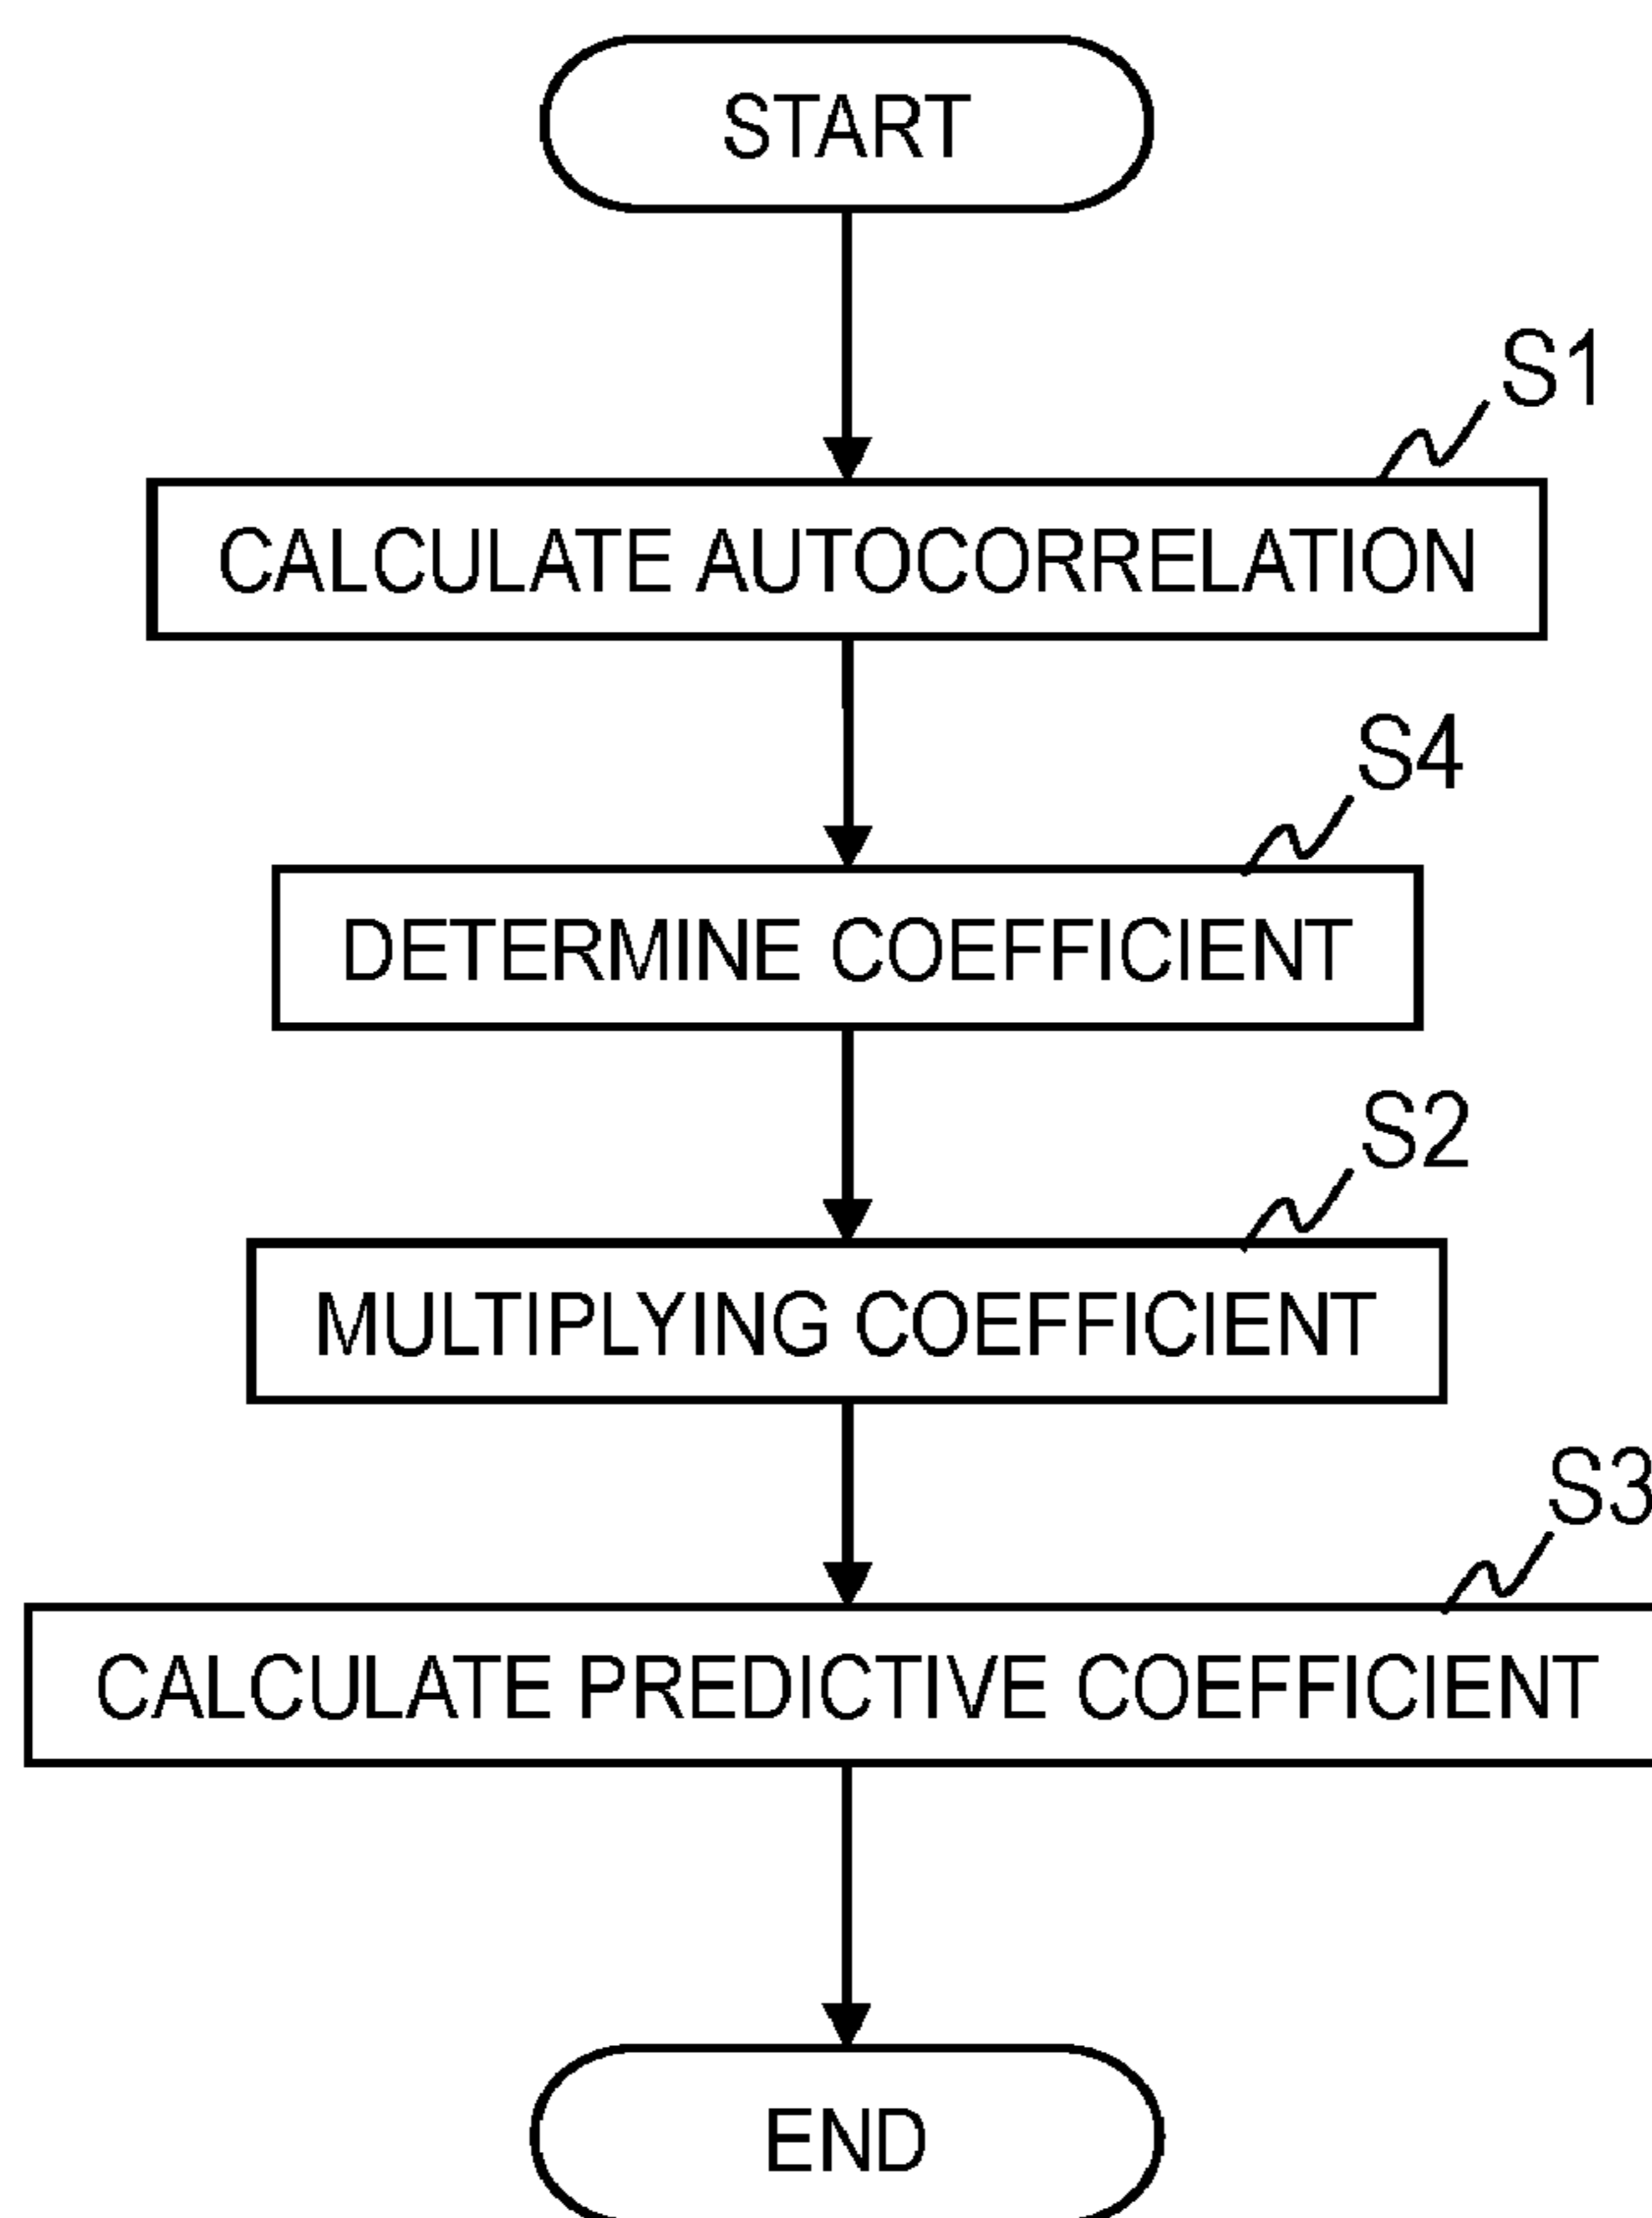 START
S1
CALCULATE AUTOCORRELATION
S4
DETERMINE COEFFICIENT
S2
MULTIPLYING COEFFICIENT
S3
CALCULATE PREDICTIVE COEFFICIENT
END